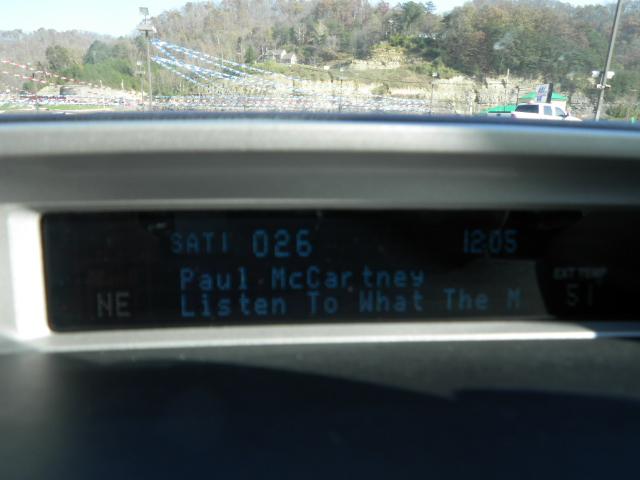 SAT1 026 12:05
Paul McCartney
EXT TEMP
NE Listen To What The M 51